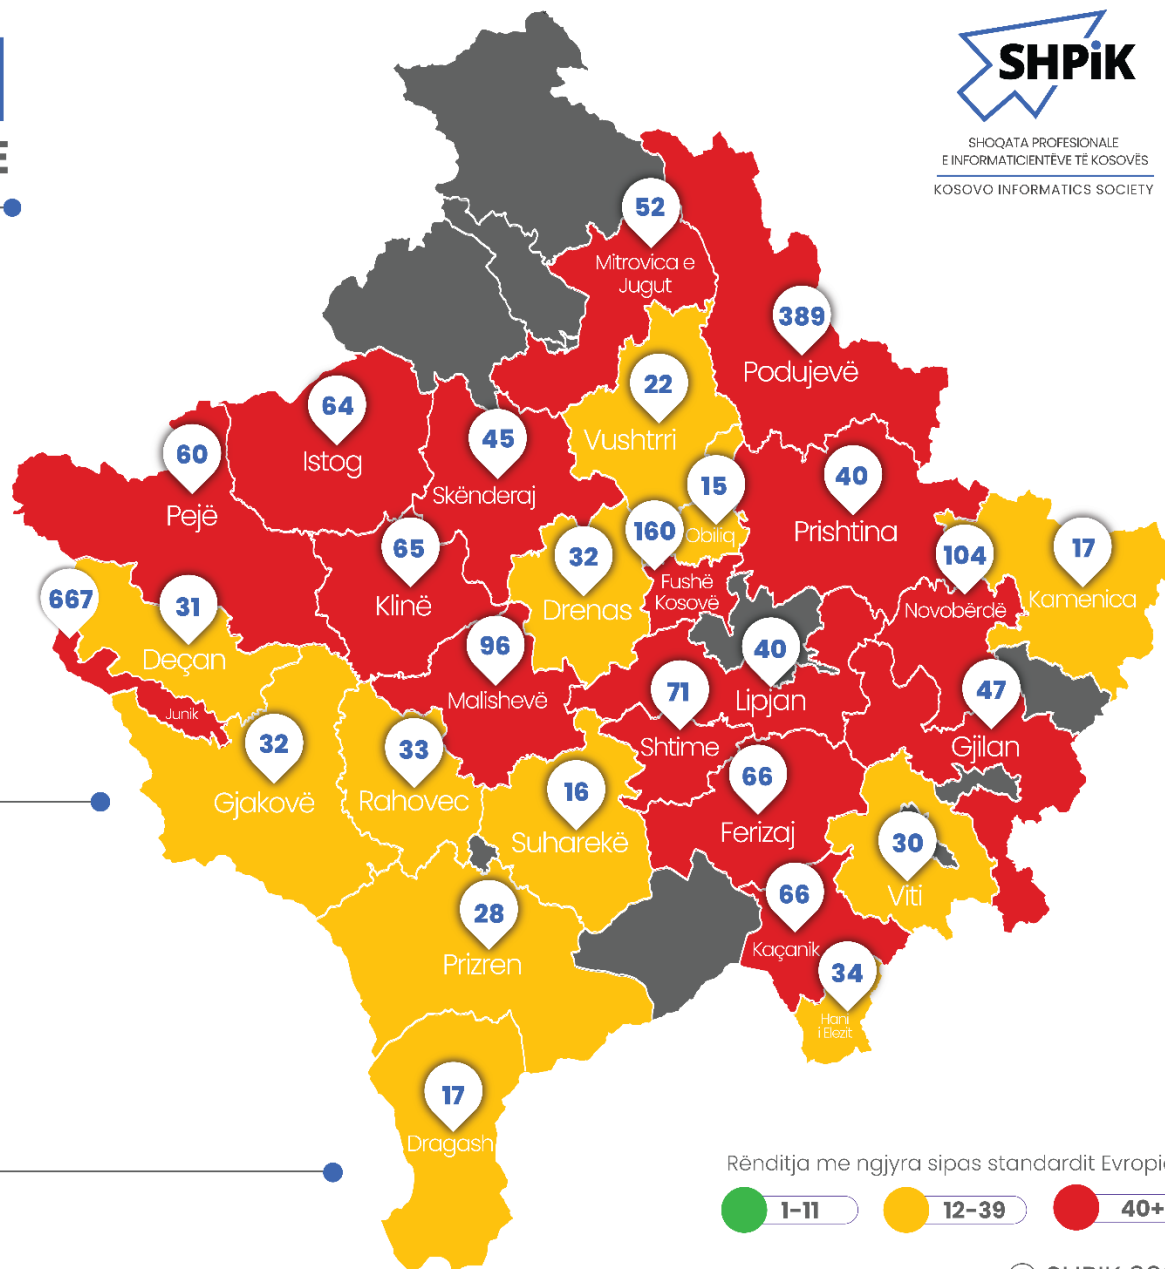 SHPiK
SHOQATA PROFESIONALE
E INFORMATICIENTËVE TË KOSOVËS
KOSOVO INFORMATICS SOCIETY
E
52
Mitrovica e
Jugut
389
Podujevë
22
Vushtrri
64
Istog
45
Skënderaj
60
Pejë
40
Prishtina
15
Obiliq
160
Fushë
Kosovë
104
Novobërdë
17
Kamenica
65
Klinë
32
Drenas
667
Junik
31
Deçan
96
Malishevë
40
Lipjan
71
Shtime
47
Gjilan
32
Gjakovë
33
Rahovec
16
Suharekë
66
Ferizaj
30
Viti
66
Kaçanik
28
Prizren
34
Hani
i Elezit
17
Dragash
Rënditja me ngjyra sipas standardit
1-11
12-39
40+
SHPIK